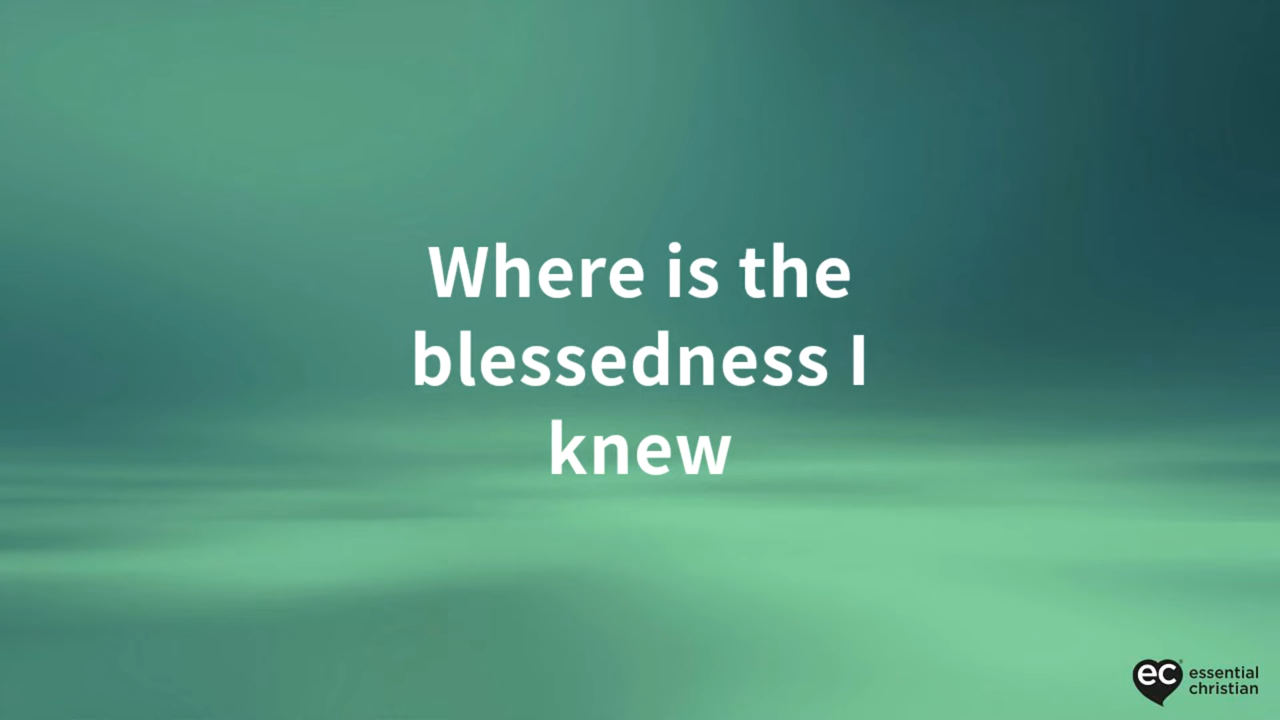 Where is the
blessedness I
knew
ec
essential
christian